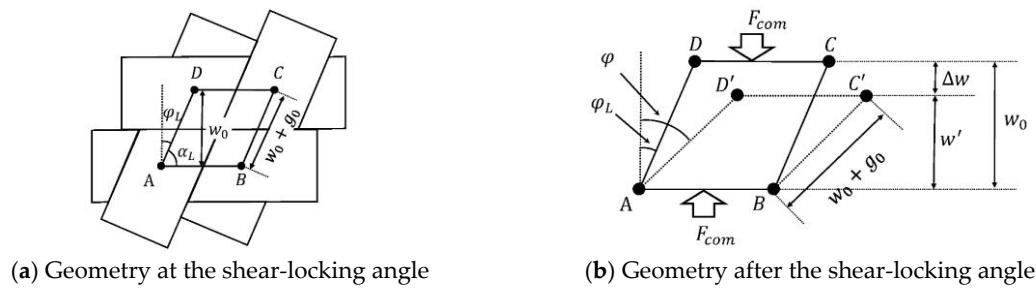 D
C
φ_L
w_0
w_0 + g_0
α_L
A
B
(a) Geometry at the shear-locking angle
F_com
D
C
φ
D′
C′
Δw
φ_L
w′
w_0
w_0 + g_0
A
B
F_com
(b) Geometry after the shear-locking angle